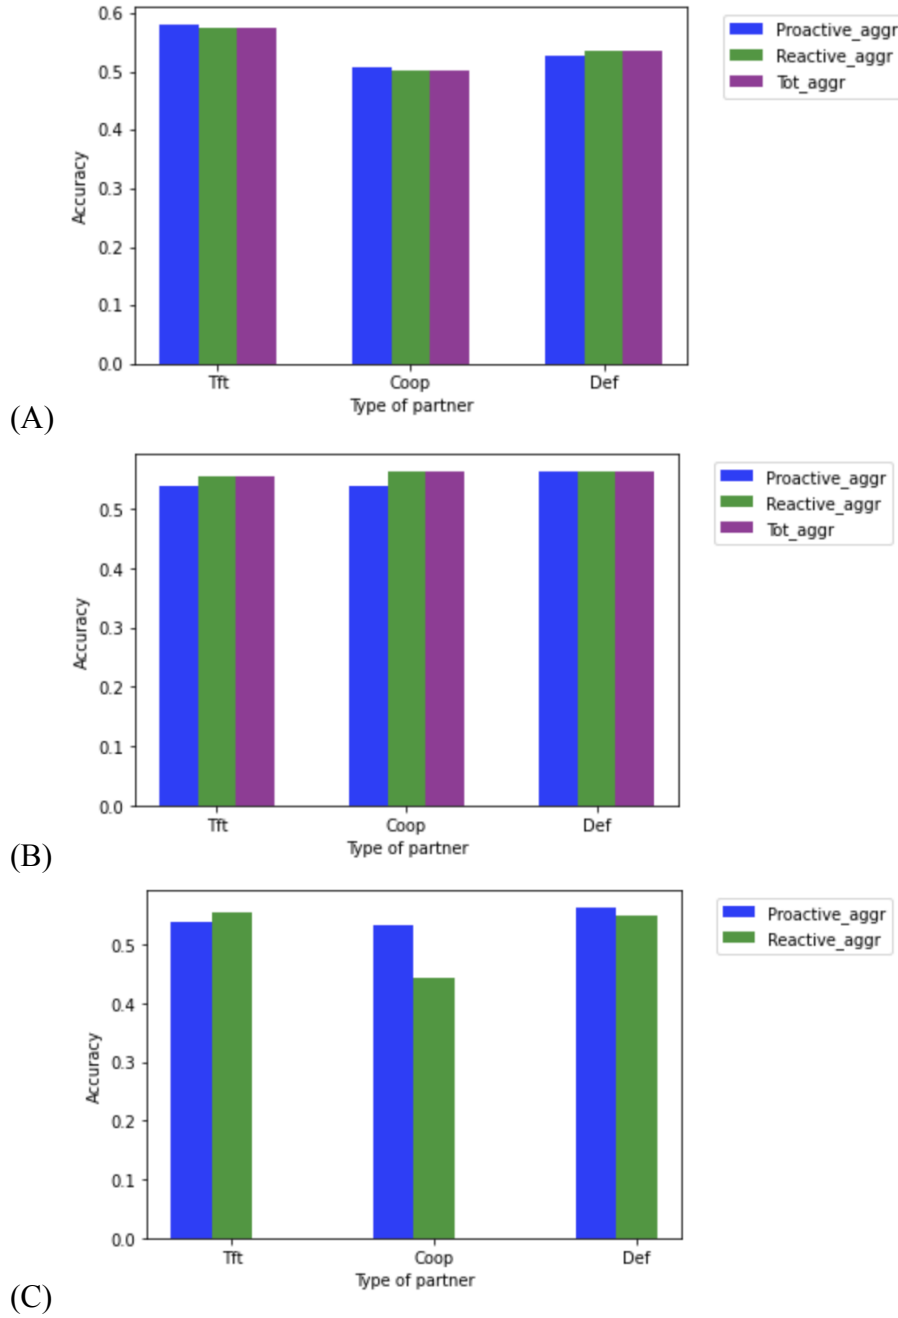 0.6
0.5
0.4
0.3
0.2
0.1
0.0
Accuracy
Tft Coop Def
Type of partner
Proactive_aggr
Reactive_aggr
Tot_aggr
(A)
0.5
0.4
0.3
0.2
0.1
0.0
Accuracy
Tft Coop Def
Type of partner
Proactive_aggr
Reactive_aggr
Tot_aggr
(B)
0.5
0.4
0.3
0.2
0.1
0.0
Accuracy
Tft Coop Def
Type of partner
Proactive_aggr
Reactive_aggr
(C)